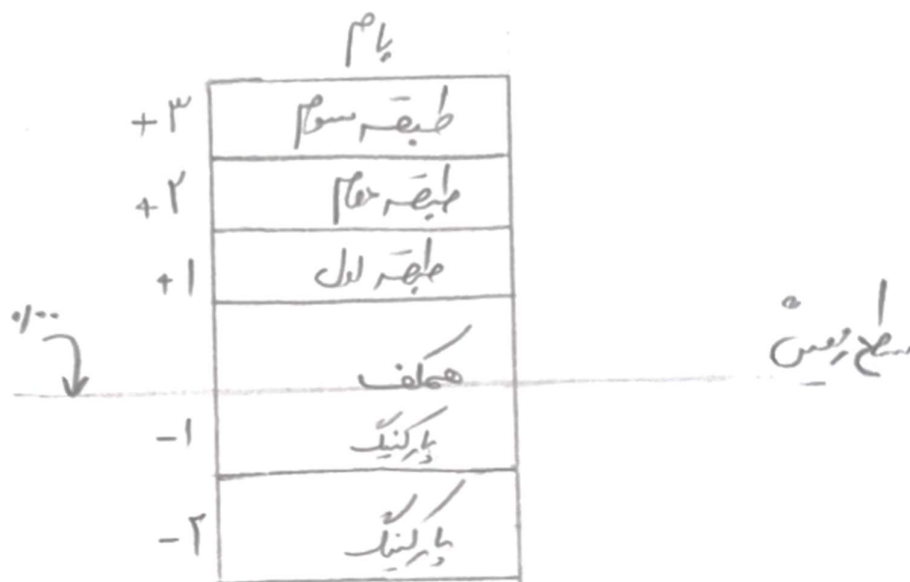 بام
+۳ طبقه سوم
+۲ طبقه دوم
+۱ طبقه اول
۰/۰۰
همکف
سطح زمین
-۱ پارکینگ
-۲ پارکینگ